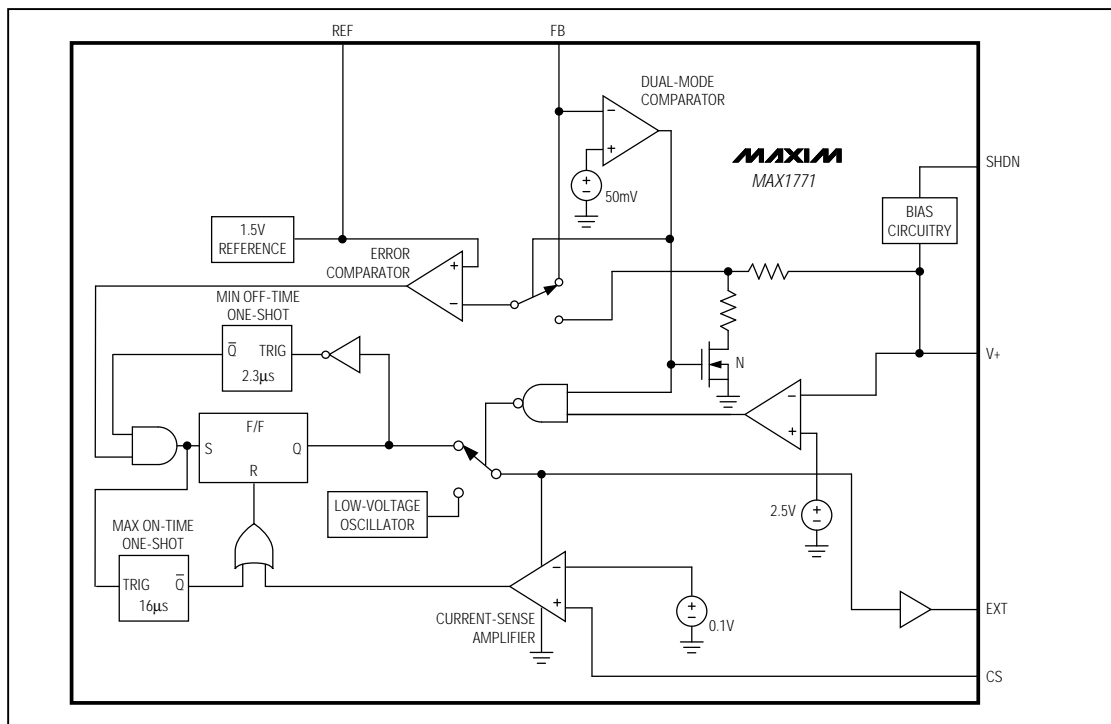 REF
FB
DUAL-MODE
COMPARATOR
−
+
50mV
MAXIM
MAX1771
SHDN
BIAS
CIRCUITRY
1.5V
REFERENCE
ERROR
COMPARATOR
+
−
MIN OFF-TIME
ONE-SHOT
Q
TRIG
2.3µs
N
V+
−
+
F/F
S
Q
R
LOW-VOLTAGE
OSCILLATOR
2.5V
+
−
MAX ON-TIME
ONE-SHOT
TRIG
Q
16µs
−
+
CURRENT-SENSE
AMPLIFIER
+
−
0.1V
EXT
CS